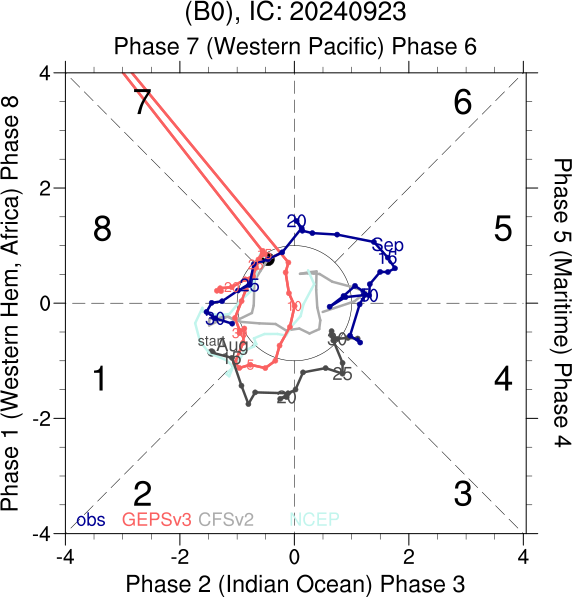 (B0), IC: 20240923
Phase 7 (Western Pacific) Phase 6
Phase 1 (Western Hem, Africa) Phase 8
Phase 5 (Maritime) Phase 4
4
2
0
-2
-4
7
6
8
5
1
4
2
3
20
Sep
15
25
10
30
start
Aug
15
5
25
20
obs GEPSv3 CFSv2 NCEP
-4 -2 0 2 4
Phase 2 (Indian Ocean) Phase 3